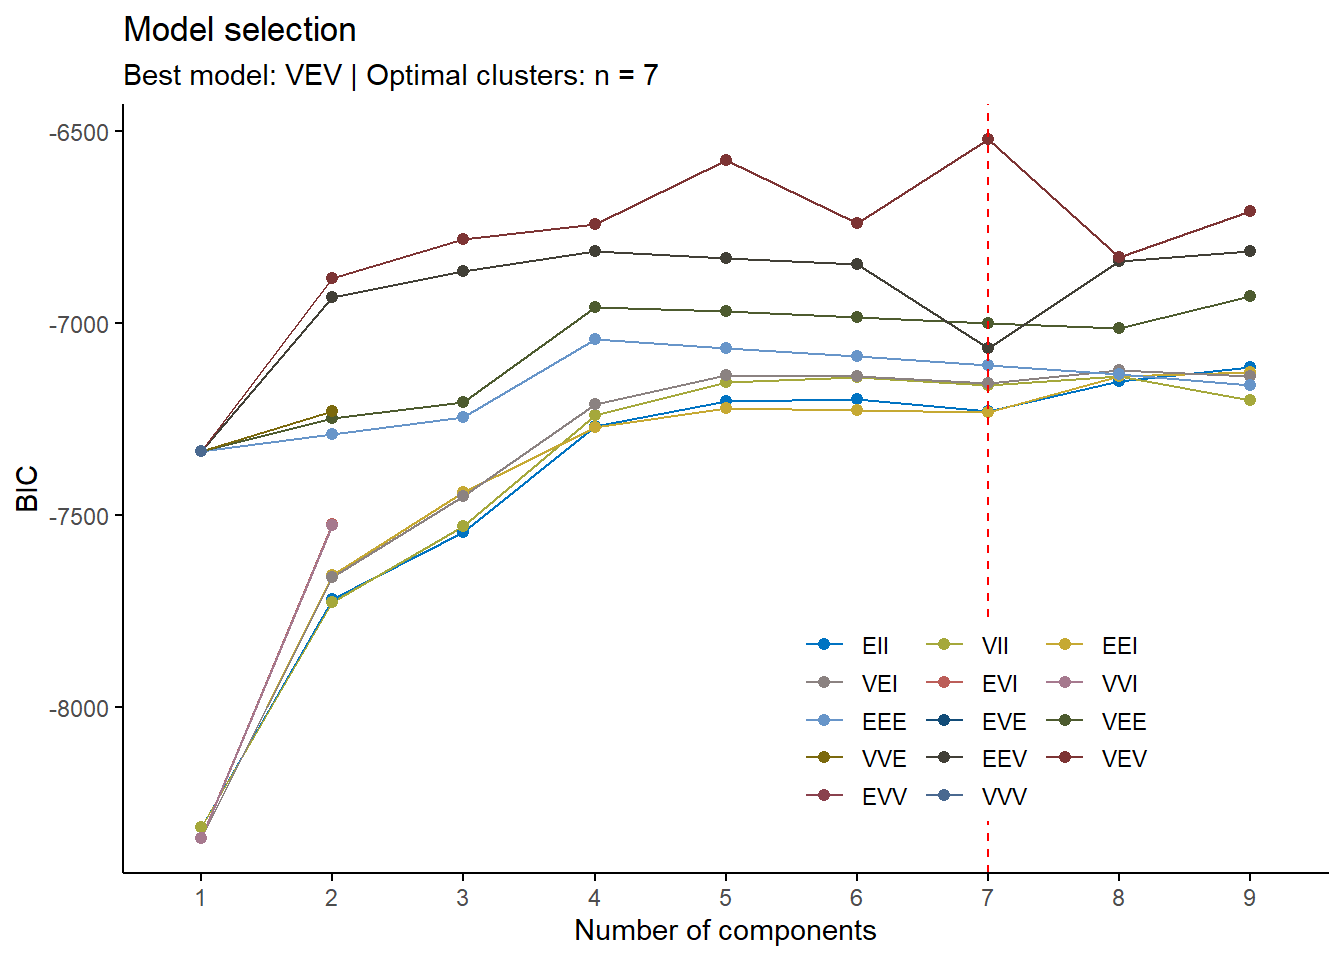 Model selection
Best model: VEV | Optimal clusters: n = 7
-6500
-7000
-7500
-8000
BIC
EII VII EEI
VEI EVI VVI
EEE EVE VEE
VVE EEV VEV
EVV VVV
1 2 3 4 5 6 7 8 9
Number of components